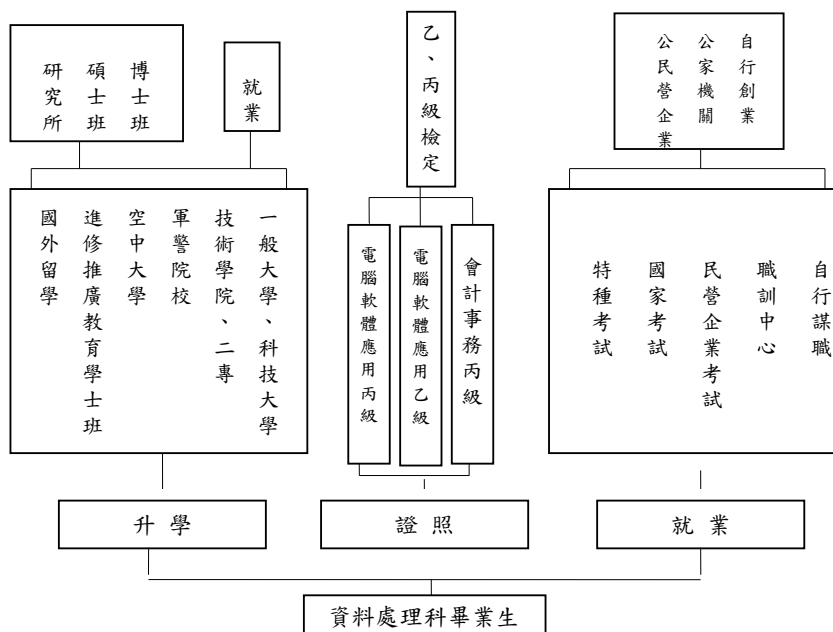 博士班
碩士班
研究所
就業
乙、丙級檢定
自行創業
公家機關
公民營企業
一般大學、科技大學
技術學院、二專
軍警院校
空中大學
進修推廣教育學士班
國外留學
會計事務丙級
電腦軟體應用乙級
電腦軟體應用丙級
自行謀職
職訓中心
民營企業考試
國家考試
特種考試
升學
證照
就業
資料處理科畢業生